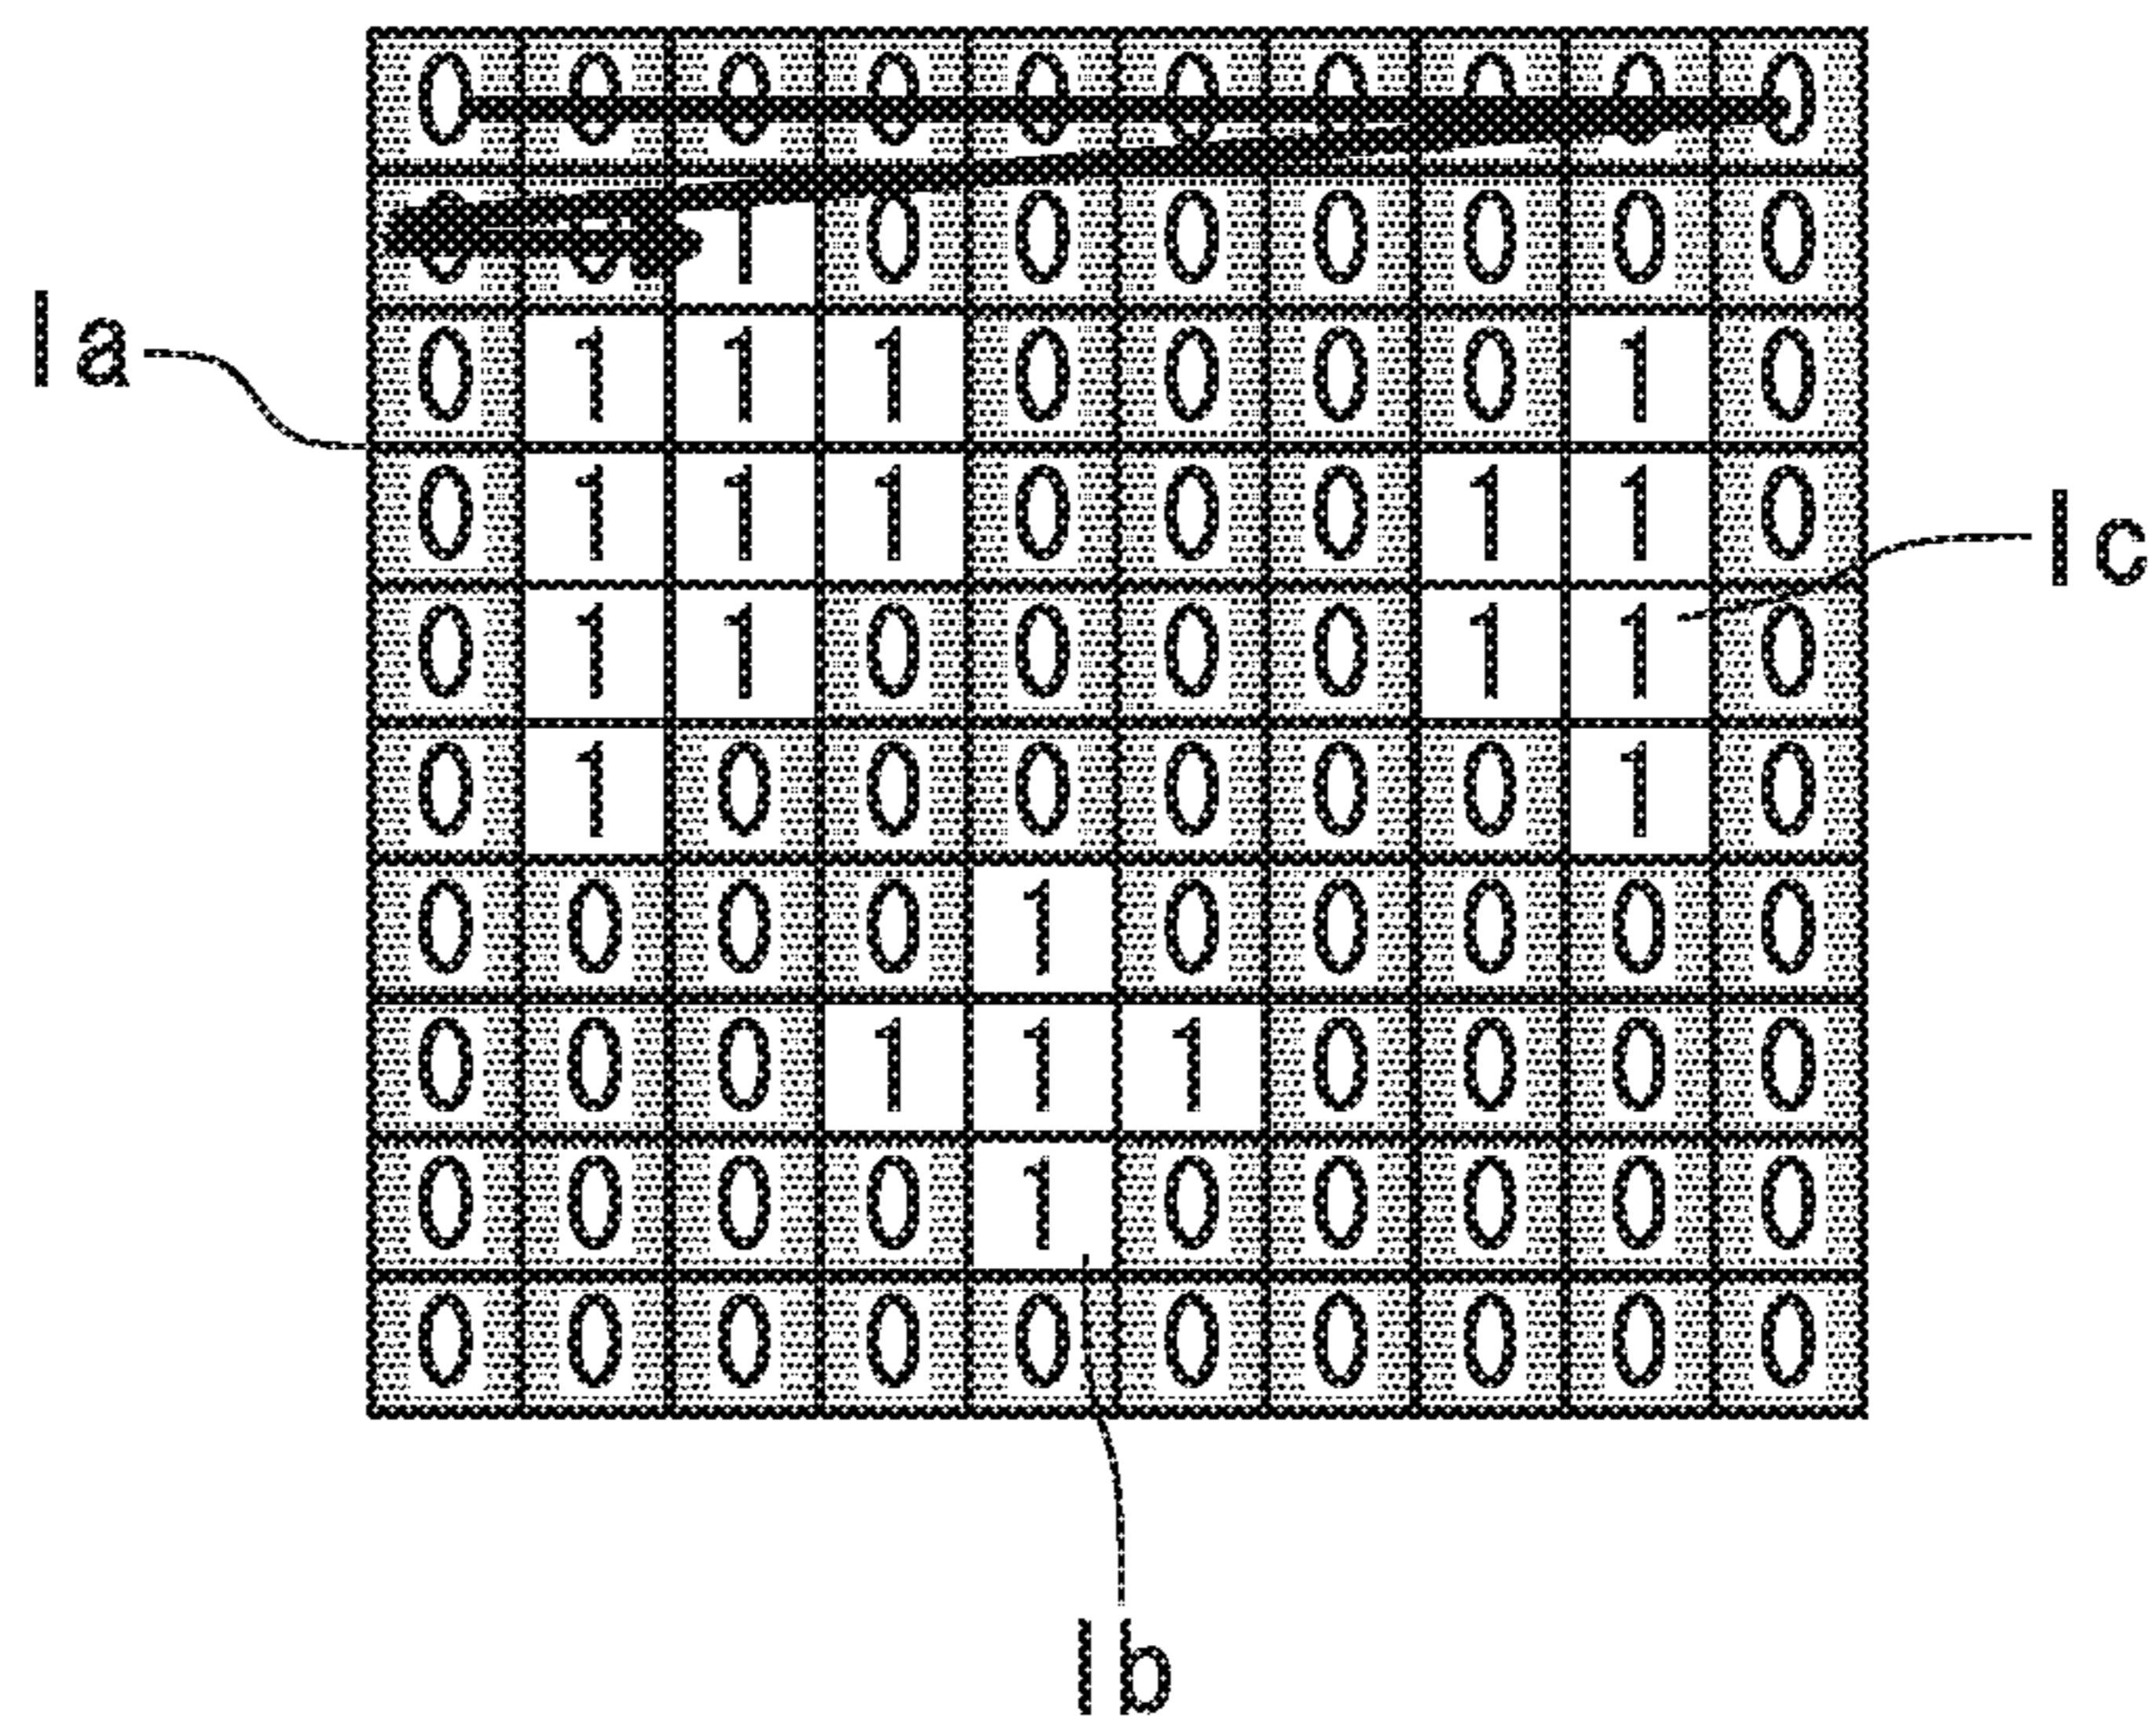 0 0 0 0 0 0 0 0 0 0
0 0 1 0 0 0 0 0 0 0
Ia
0 1 1 1 0 0 0 0 1 0
0 1 1 1 0 0 0 1 1 0
Ic
0 1 1 0 0 0 0 1 1 0
0 1 0 0 0 0 0 0 1 0
0 0 0 0 1 0 0 0 0 0
0 0 0 1 1 1 0 0 0 0
0 0 0 0 1 0 0 0 0 0
0 0 0 0 0 0 0 0 0 0
Ib